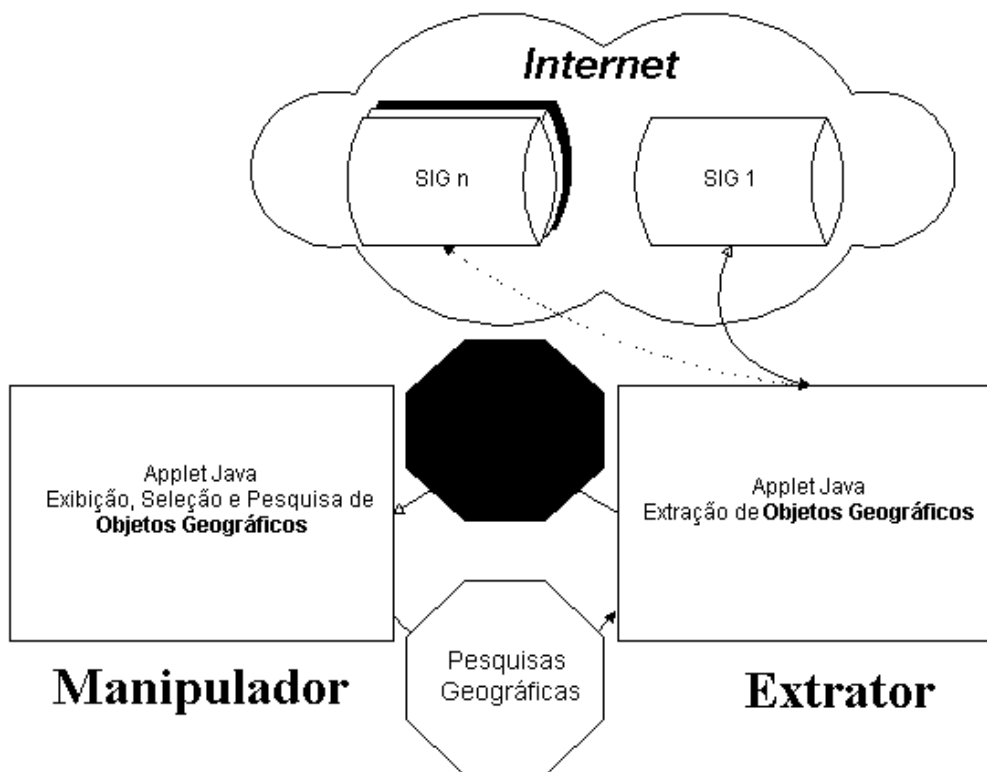 Internet
SIG n
SIG 1
Applet Java
Exibição, Seleção e Pesquisa de
Objetos Geográficos
Applet Java
Extração de Objetos Geográficos
Pesquisas
Geográficas
Manipulador
Extrator